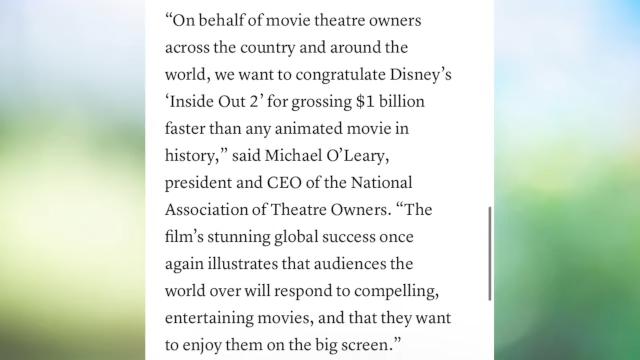 “On behalf of movie theatre owners
across the country and around the
world, we want to congratulate Disney’s
‘Inside Out 2’ for grossing $1 billion
faster than any animated movie in
history,” said Michael O’Leary,
president and CEO of the National
Association of Theatre Owners. “The
film’s stunning global success once
again illustrates that audiences the
world over will respond to compelling,
entertaining movies, and that they want
to enjoy them on the big screen.”